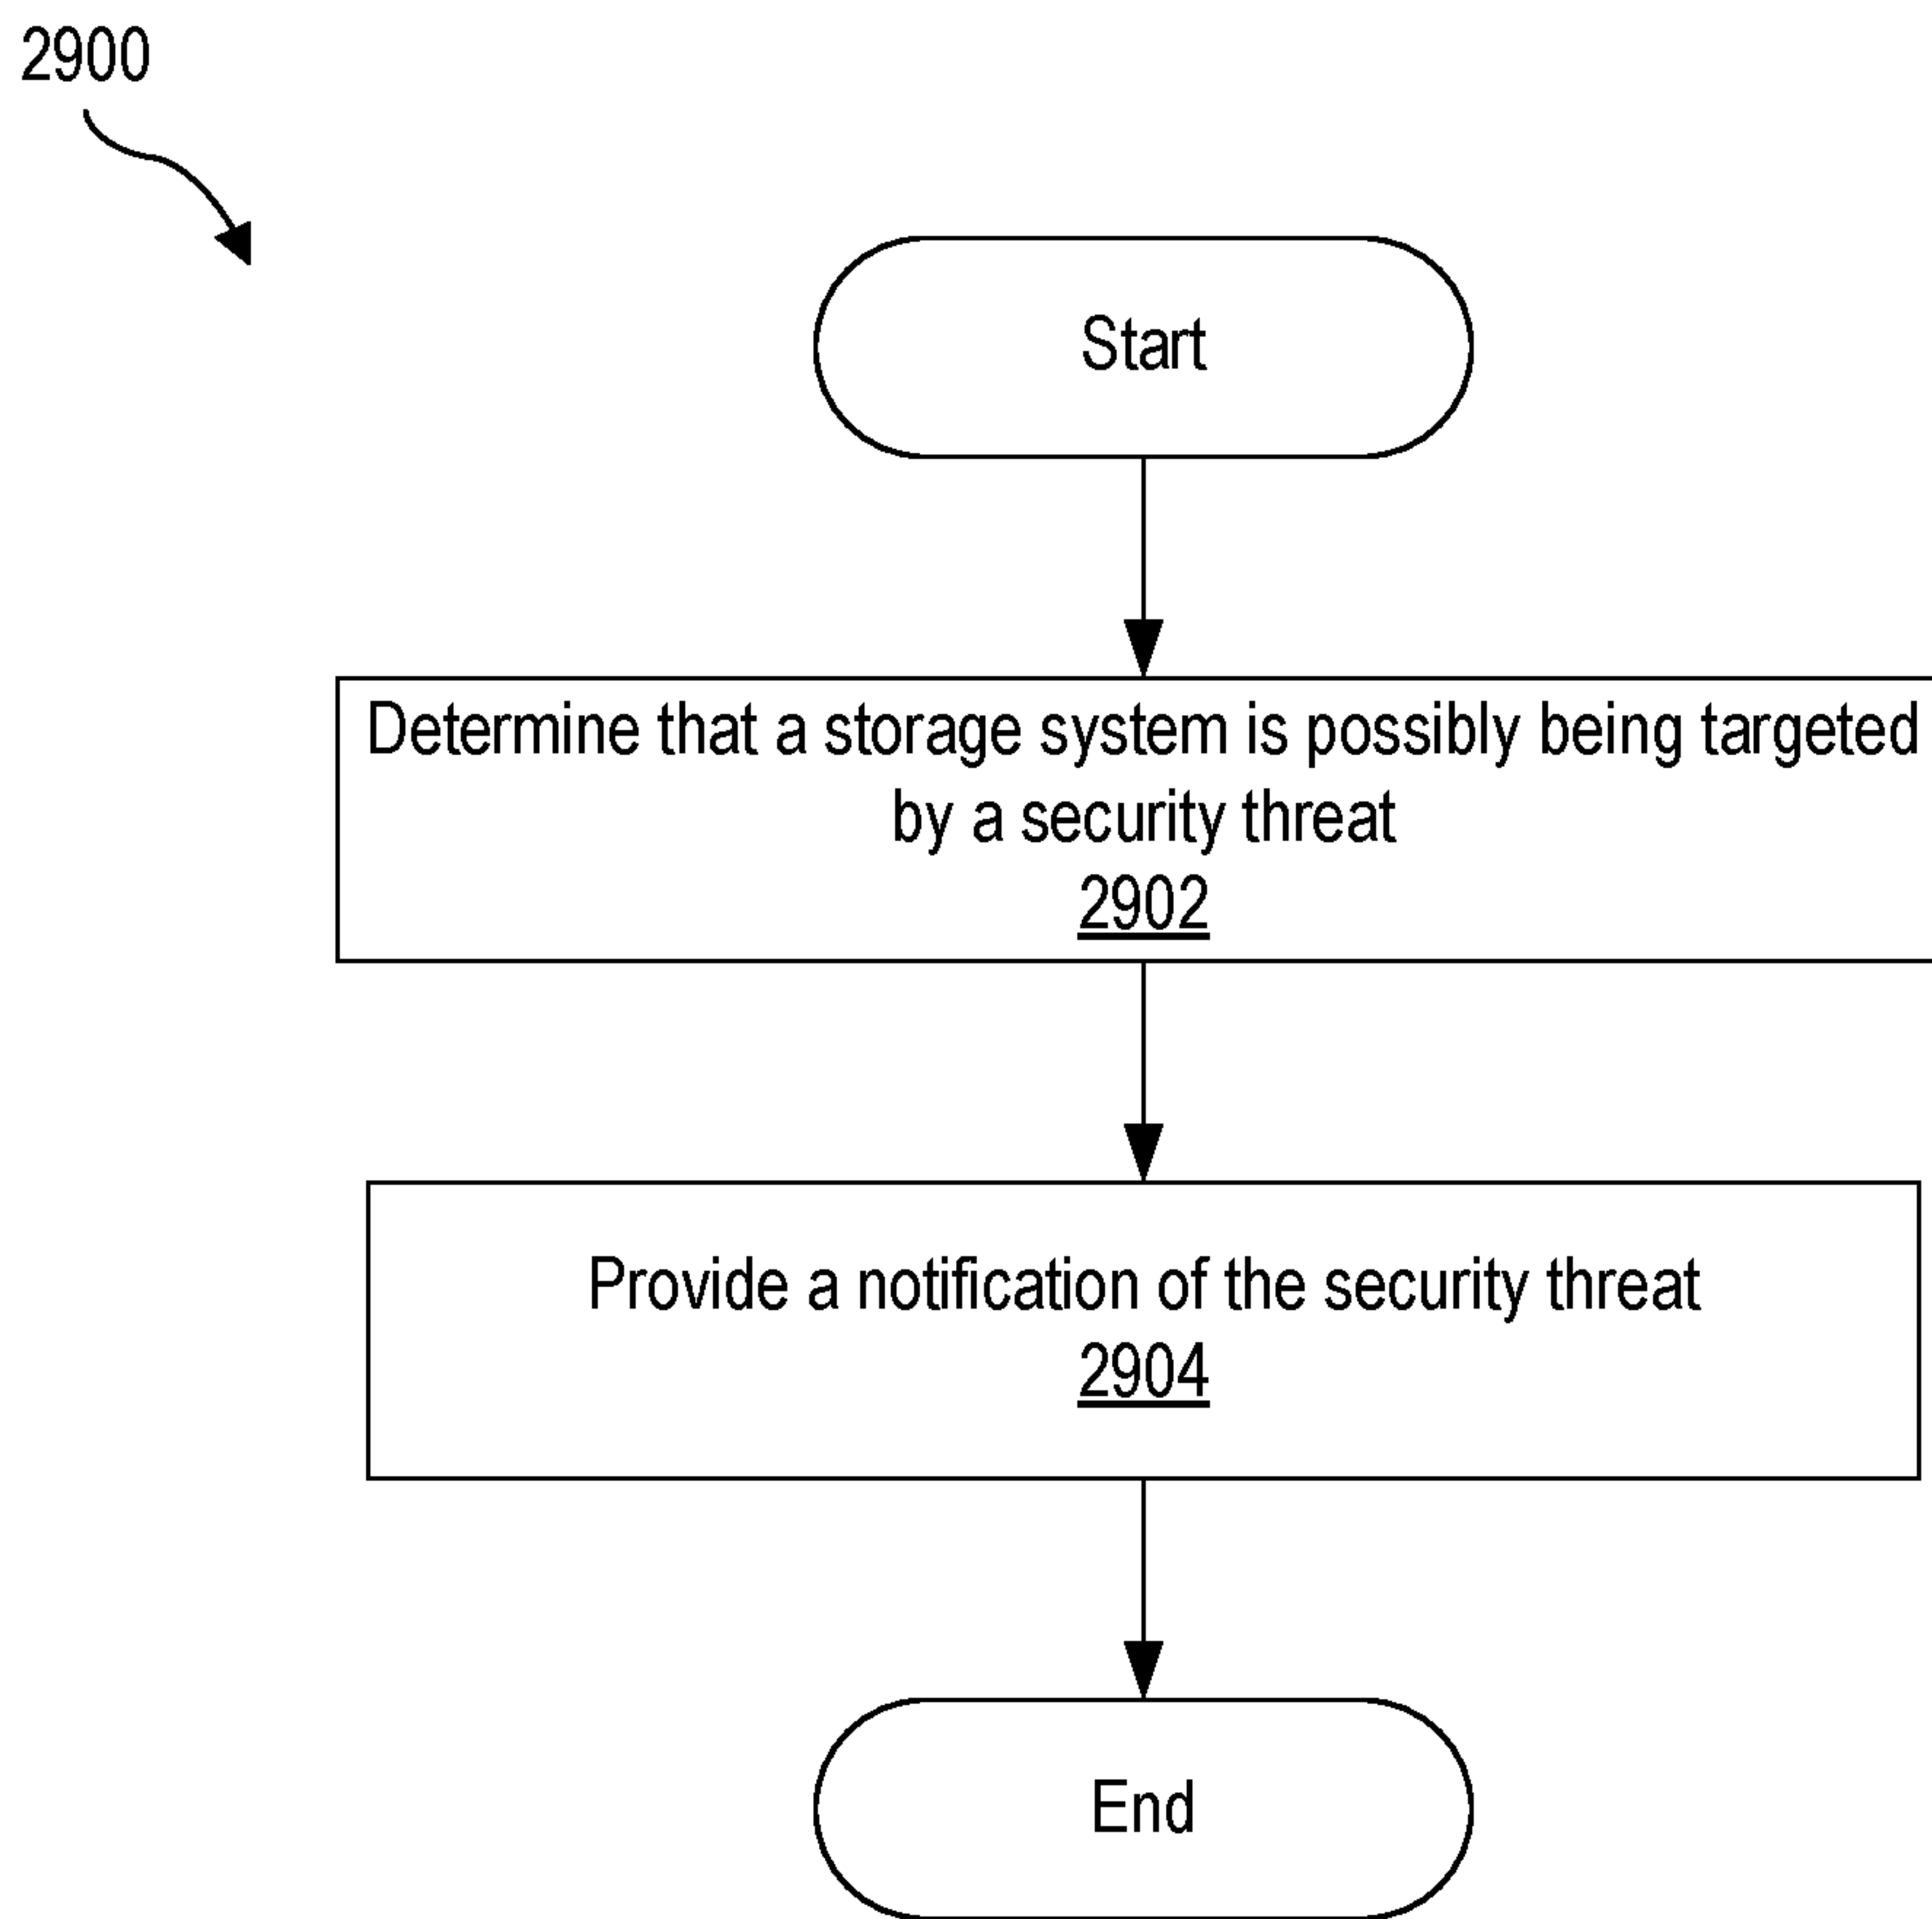 2900
Start
Determine that a storage system is possibly being targeted
by a security threat
2902
Provide a notification of the security threat
2904
End